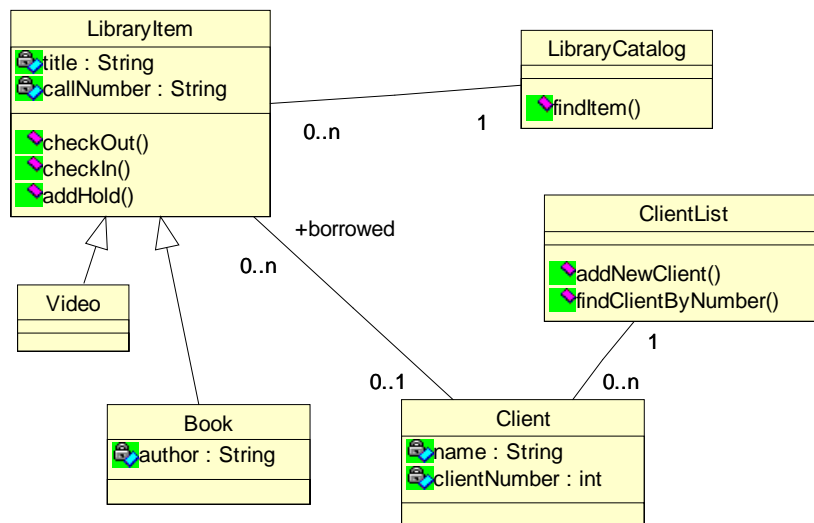 LibraryItem
title : String
callNumber : String
checkOut()
checkIn()
addHold()
LibraryCatalog
findItem()
0..n
1
ClientList
addNewClient()
findClientByNumber()
+borrowed
0..n
0..1
1
0..n
Video
Book
author : String
Client
name : String
clientNumber : int